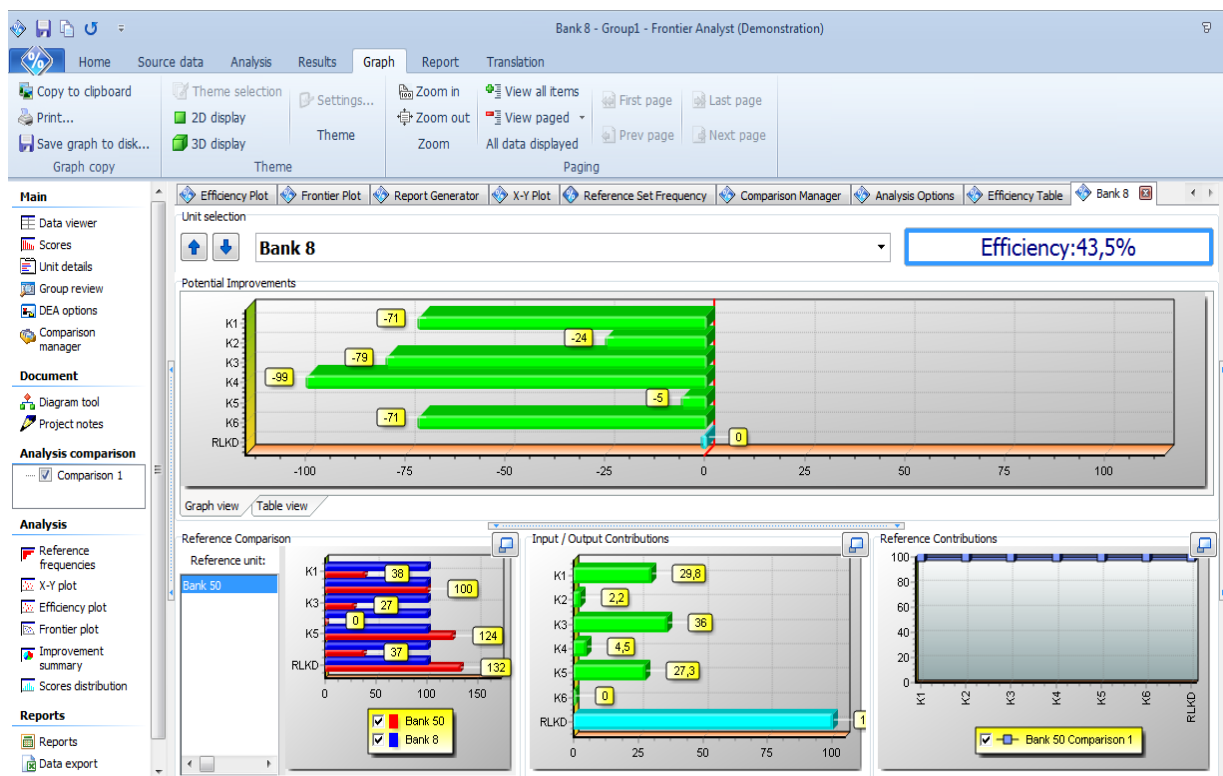 Bank 8 - Group1 - Frontier Analyst (Demonstration)
Home Source data Analysis Results Graph Report Translation
Copy to clipboard
Print...
Save graph to disk...
Graph copy
Theme selection
2D display
3D display
Settings...
Theme
Theme
Zoom in
Zoom out
Zoom
View all items
View paged
All data displayed
First page
Prev page
Last page
Next page
Paging
Main
Data viewer
Scores
Unit details
Group review
DEA options
Comparison
manager
Document
Diagram tool
Project notes
Analysis comparison
Comparison 1
Analysis
Reference
frequencies
X-Y plot
Efficiency plot
Frontier plot
Improvement
summary
Scores distribution
Reports
Reports
Data export
Efficiency Plot Frontier Plot Report Generator X-Y Plot Reference Set Frequency Comparison Manager Analysis Options Efficiency Table Bank 8
Unit selection
Bank 8
Efficiency:43,5%
Potential Improvements
K1 -71
K2 -24
K3 -79
K4 -99
K5 -5
K6 -71
RLKD 0
-100 -75 -50 -25 0 25 50 75 100
Graph view Table view
Reference Comparison
Reference unit:
Bank 50
K1 38
100
K3 27
0
K5 124
37
RLKD 132
0 50 100 150
Bank 50
Bank 8
Input / Output Contributions
K1 29,8
K2 2,2
K3 36
K4 4,5
K5 27,3
K6 0
RLKD 1
0 25 50 75 100
Reference Contributions
100
80
60
40
20
0
K1 K2 K3 K4 K5 K6 RLKD
Bank 50 Comparison 1